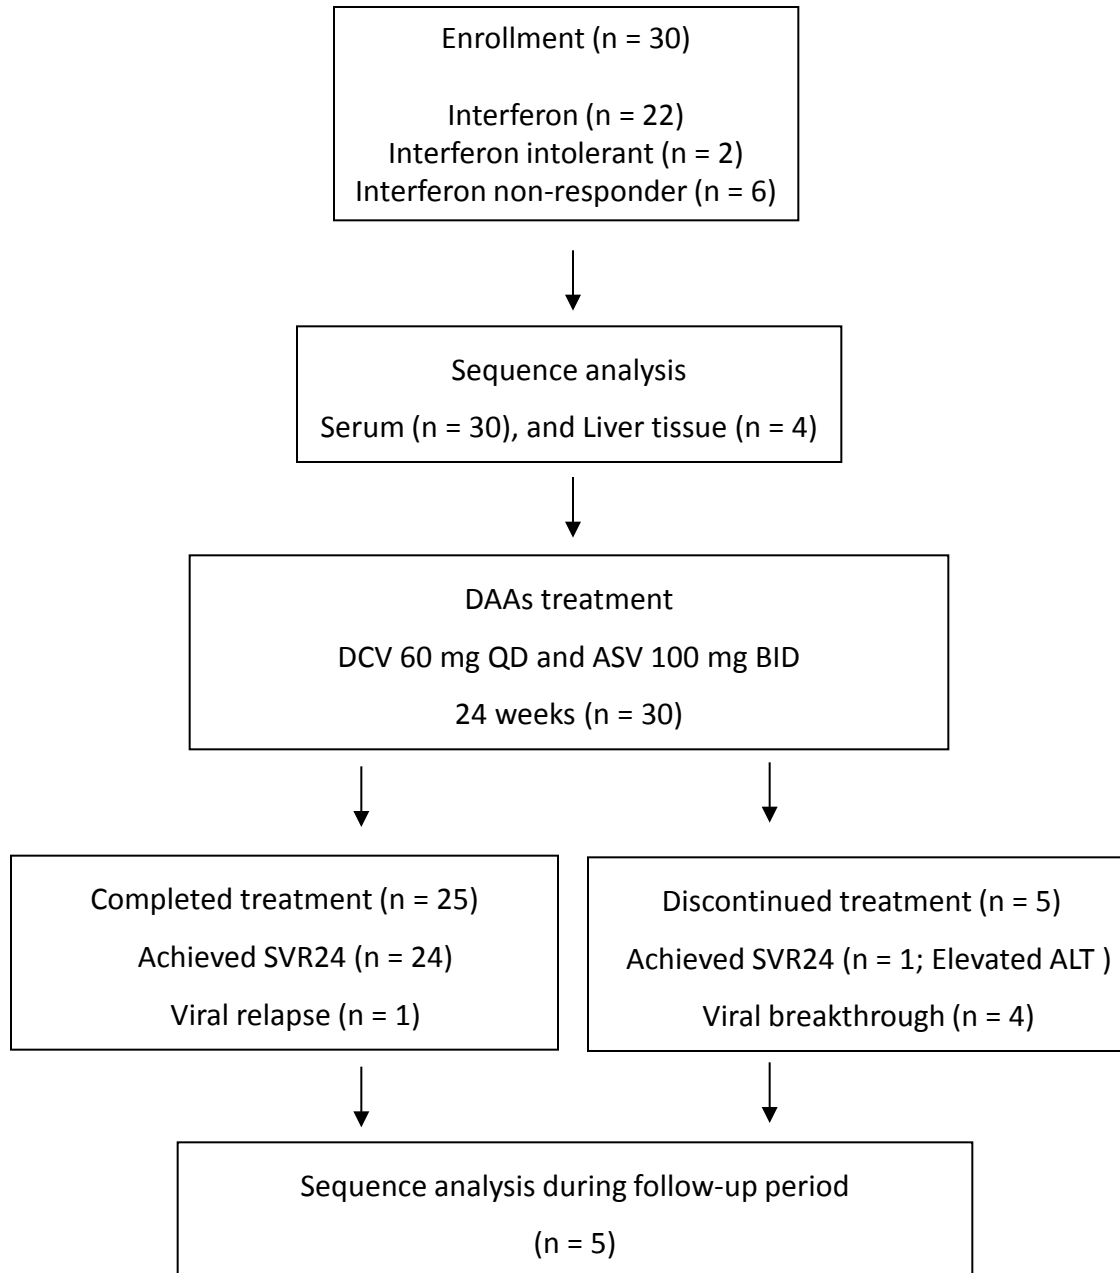 Enrollment (n = 30)
Interferon (n = 22)
Interferon intolerant (n = 2)
Interferon non-responder (n = 6)
Sequence analysis
Serum (n = 30), and Liver tissue (n = 4)
DAAs treatment
DCV 60 mg QD and ASV 100 mg BID
24 weeks (n = 30)
Completed treatment (n = 25)
Achieved SVR24 (n = 24)
Viral relapse (n = 1)
Discontinued treatment (n = 5)
Achieved SVR24 (n = 1; Elevated ALT )
Viral breakthrough (n = 4)
Sequence analysis during follow-up period
(n = 5)